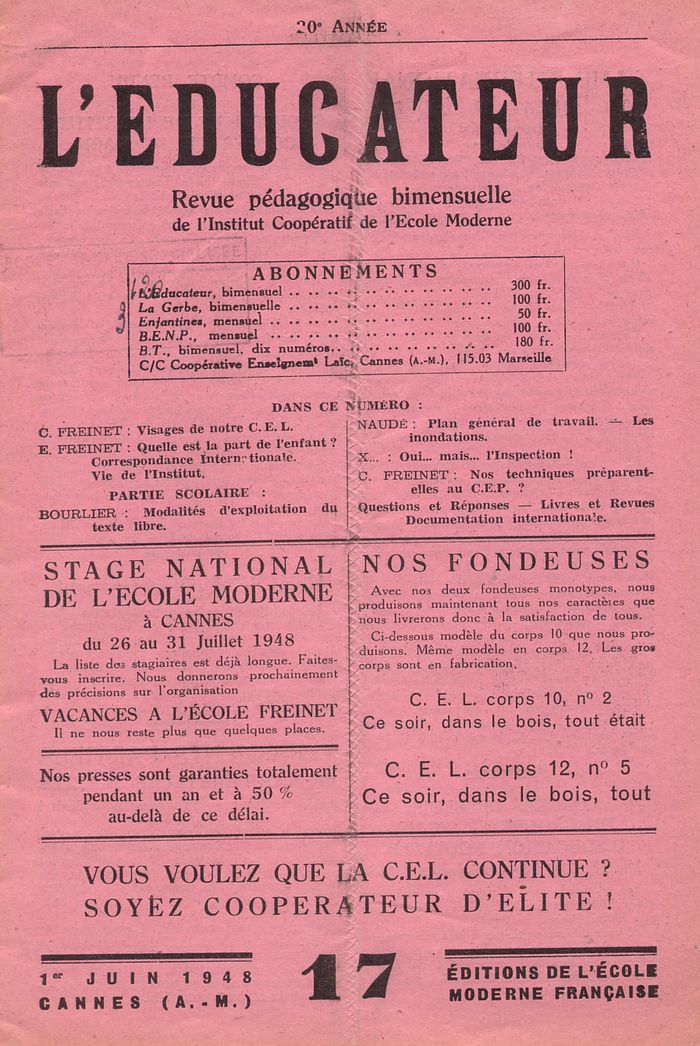 20e ANNÉE
L'EDUCATEUR
Revue pédagogique bimensuelle
de l'Institut Coopératif de l'Ecole Moderne
ABONNEMENTS
L'Educateur, bimensuel .. .. .. .. .. .. .. .. .. .. 300 fr.
La Gerbe, bimensuelle .. .. .. .. .. .. .. .. .. .. 100 fr.
Enfantines, mensuel .. .. .. .. .. .. .. .. .. .. .. 50 fr.
B.E.N.P., mensuel .. .. .. .. .. .. .. .. .. .. .. 100 fr.
B.T., bimensuel, dix numéros.. .. .. .. .. .. .. .. 180 fr.
C/C Coopérative Enseignemt Laïc, Cannes (A.-M.), 115.03 Marseille
DANS CE NUMÉRO :
C. FREINET : Visages de notre C.E.L.
E. FREINET : Quelle est la part de l'enfant ?
Correspondance Internationale.
Vie de l'Institut.
PARTIE SCOLAIRE :
BOURLIER : Modalités d'exploitation du
texte libre.
NAUDÉ : Plan général de travail. — Les
inondations.
X... : Oui... mais... l'Inspection !
C. FREINET : Nos techniques préparent-
elles au C.E.P. ?
Questions et Réponses — Livres et Revues
Documentation internationale.
STAGE NATIONAL
DE L'ECOLE MODERNE
à CANNES
du 26 au 31 Juillet 1948
La liste des stagiaires est déjà longue. Faites-
vous inscrire. Nous donnerons prochainement
des précisions sur l'organisation
VACANCES A L'ÉCOLE FREINET
Il ne nous reste plus que quelques places.
Nos presses sont garanties totalement
pendant un an et à 50 %
au-delà de ce délai.
NOS FONDEUSES
Avec nos deux fondeuses monotypes, nous
produisons maintenant tous nos caractères que
nous livrerons donc à la satisfaction de tous.
Ci-dessous modèle du corps 10 que nous pro-
duisons. Même modèle en corps 12. Les gros
corps sont en fabrication.
C. E. L. corps 10, n° 2
Ce soir, dans le bois, tout était
C. E. L. corps 12, n° 5
Ce soir, dans le bois, tout
VOUS VOULEZ QUE LA C.E.L. CONTINUE ?
SOYEZ COOPERATEUR D'ELITE !
1er JUIN 1948
CANNES (A.-M.)
17
ÉDITIONS DE L'ÉCOLE
MODERNE FRANÇAISE